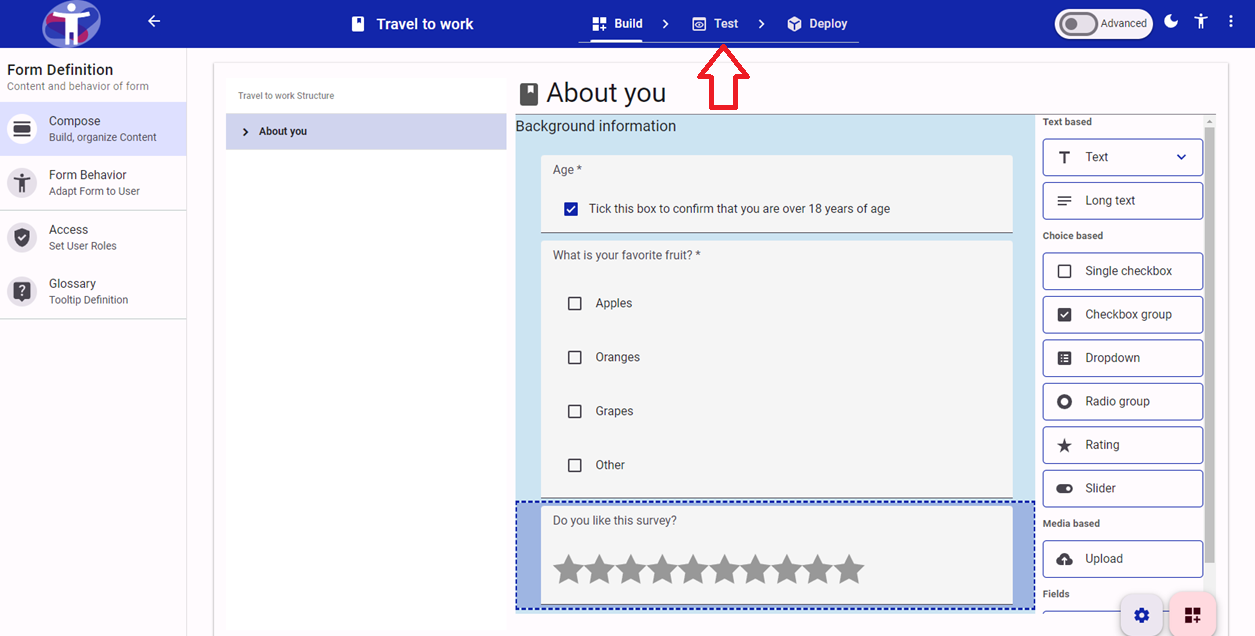 Travel to work
Build
Test
Deploy
Advanced
Form Definition
Content and behavior of form
Compose
Build, organize Content
Form Behavior
Adapt Form to User
Access
Set User Roles
Glossary
Tooltip Definition
Travel to work Structure
About you
About you
Background information
Age *
Tick this box to confirm that you are over 18 years of age
What is your favorite fruit? *
Apples
Oranges
Grapes
Other
Do you like this survey?
Text based
Text
Long text
Choice based
Single checkbox
Checkbox group
Dropdown
Radio group
Rating
Slider
Media based
Upload
Fields